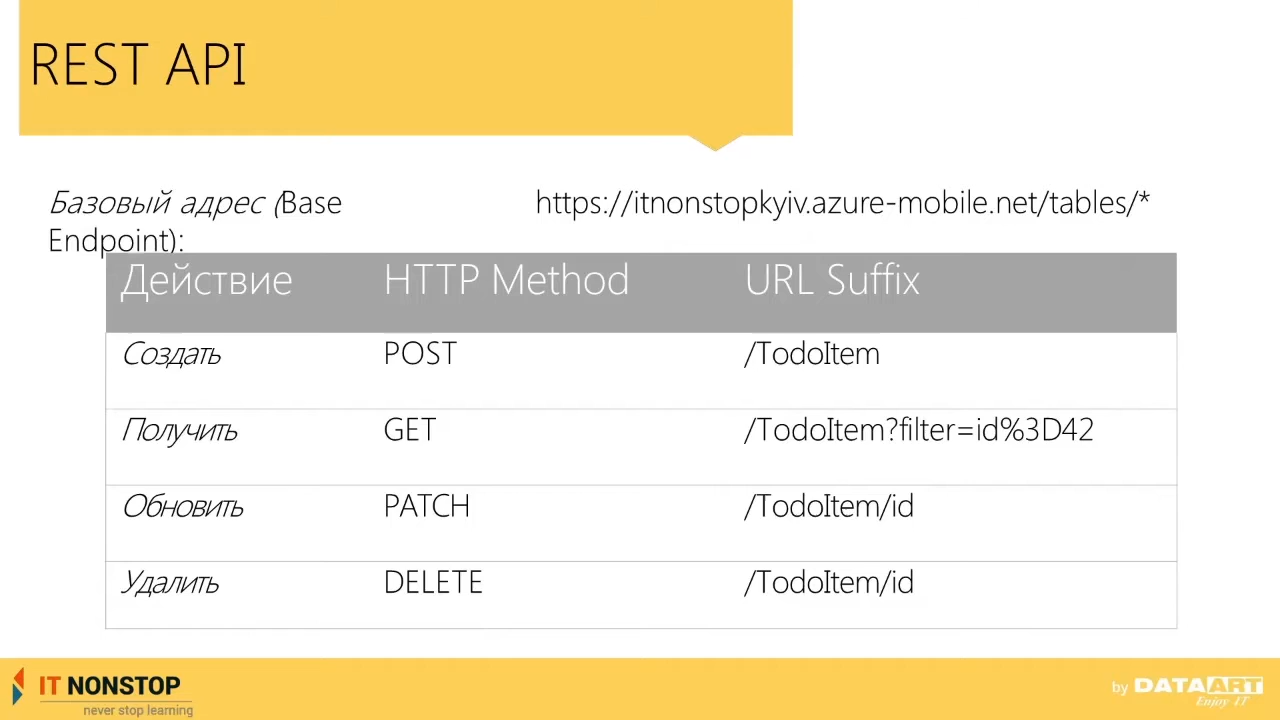 REST API
Базовый адрес (Base https://itnonstopkyiv.azure-mobile.net/tables/*
Endpoint):
Действие HTTP Method URL Suffix
Создать POST /TodoItem
Получить GET /TodoItem?filter=id%3D42
Обновить PATCH /TodoItem/id
Удалить DELETE /TodoItem/id
IT NONSTOP
never stop learning
by DATAART
Enjoy IT